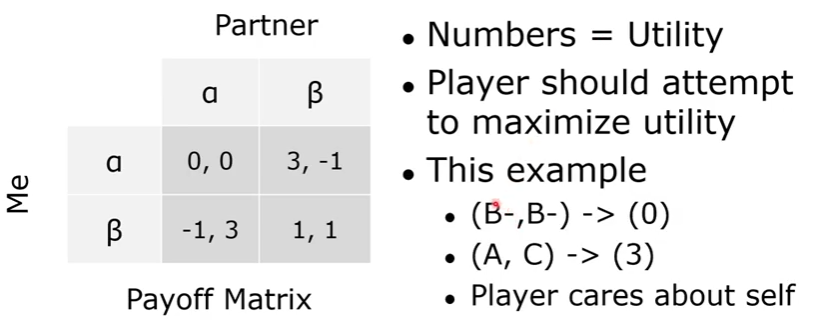 Partner
α β
Me
α 0, 0 3, -1
β -1, 3 1, 1
Payoff Matrix
• Numbers = Utility
• Player should attempt
to maximize utility
• This example
• (B-,B-) -> (0)
• (A, C) -> (3)
• Player cares about self